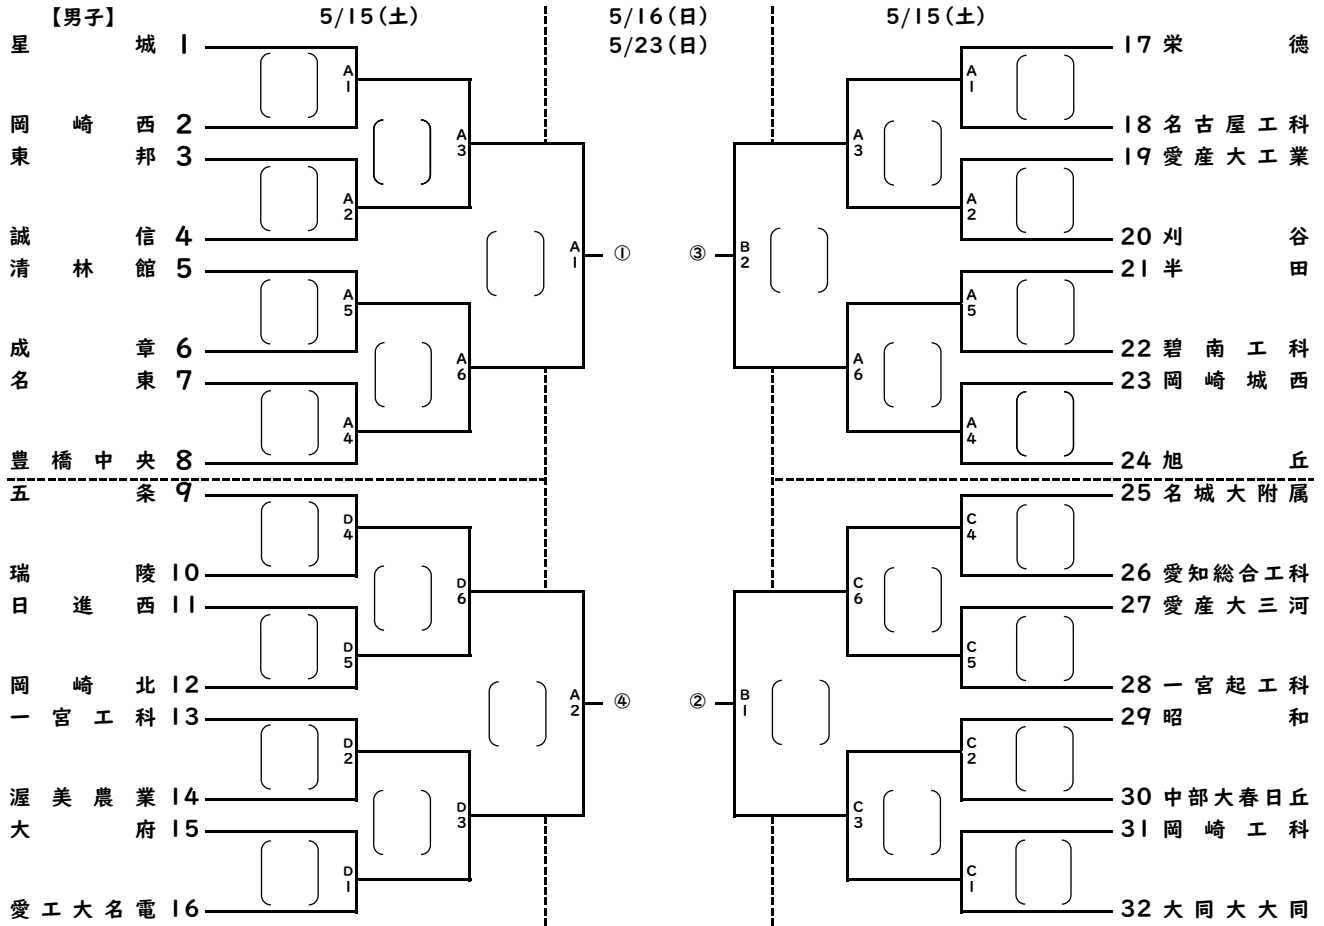 【男子】 5/15(土) 5/16(日) 5/15(土)
5/23(日)
星城 1
A1
岡崎西 2
A3
東邦 3
A2
誠信 4
A1 ①
清林館 5
A5
成章 6
A6
名東 7
A4
豊橋中央 8
五条 9
D4
瑞陵 10
D6
日進西 11
D5
岡崎北 12
A2 ④
一宮工科 13
D2
渥美農業 14
D3
大府 15
D1
愛工大名電 16
17 栄徳
A1
18 名古屋工科
A3
19 愛産大工業
A2
20 刈谷
③ B2
21 半田
A5
22 碧南工科
A6
23 岡崎城西
A4
24 旭丘
25 名城大附属
C4
26 愛知総合工科
C6
27 愛産大三河
C5
28 一宮起工科
② B1
29 昭和
C2
30 中部大春日丘
C3
31 岡崎工科
C1
32 大同大大同